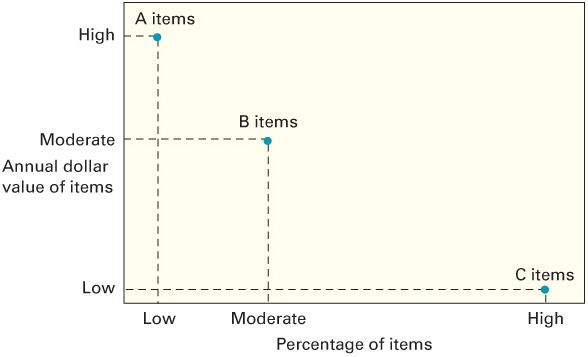 A items
High
B items
Moderate
Annual dollar
value of items
C items
Low
Low Moderate High
Percentage of items